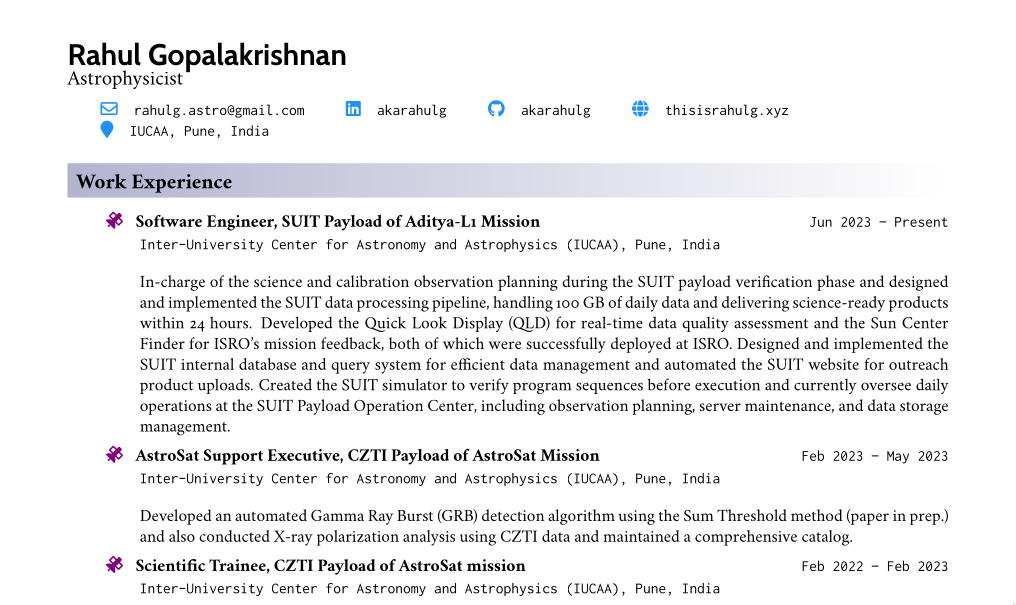 Rahul Gopalakrishnan
Astrophysicist
rahulg.astro@gmail.com akarahulg akarahulg thisisrahulg.xyz
IUCAA, Pune, India
Work Experience
Software Engineer, SUIT Payload of Aditya-L1 Mission Jun 2023 – Present
Inter-University Center for Astronomy and Astrophysics (IUCAA), Pune, India
In-charge of the science and calibration observation planning during the SUIT payload verification phase and designed
and implemented the SUIT data processing pipeline, handling 100 GB of daily data and delivering science-ready products
within 24 hours. Developed the Quick Look Display (QLD) for real-time data quality assessment and the Sun Center
Finder for ISRO's mission feedback, both of which were successfully deployed at ISRO. Designed and implemented the
SUIT internal database and query system for efficient data management and automated the SUIT website for outreach
product uploads. Created the SUIT simulator to verify program sequences before execution and currently oversee daily
operations at the SUIT Payload Operation Center, including observation planning, server maintenance, and data storage
management.
AstroSat Support Executive, CZTI Payload of AstroSat Mission Feb 2023 – May 2023
Inter-University Center for Astronomy and Astrophysics (IUCAA), Pune, India
Developed an automated Gamma Ray Burst (GRB) detection algorithm using the Sum Threshold method (paper in prep.)
and also conducted X-ray polarization analysis using CZTI data and maintained a comprehensive catalog.
Scientific Trainee, CZTI Payload of AstroSat mission Feb 2022 – Feb 2023
Inter-University Center for Astronomy and Astrophysics (IUCAA), Pune, India